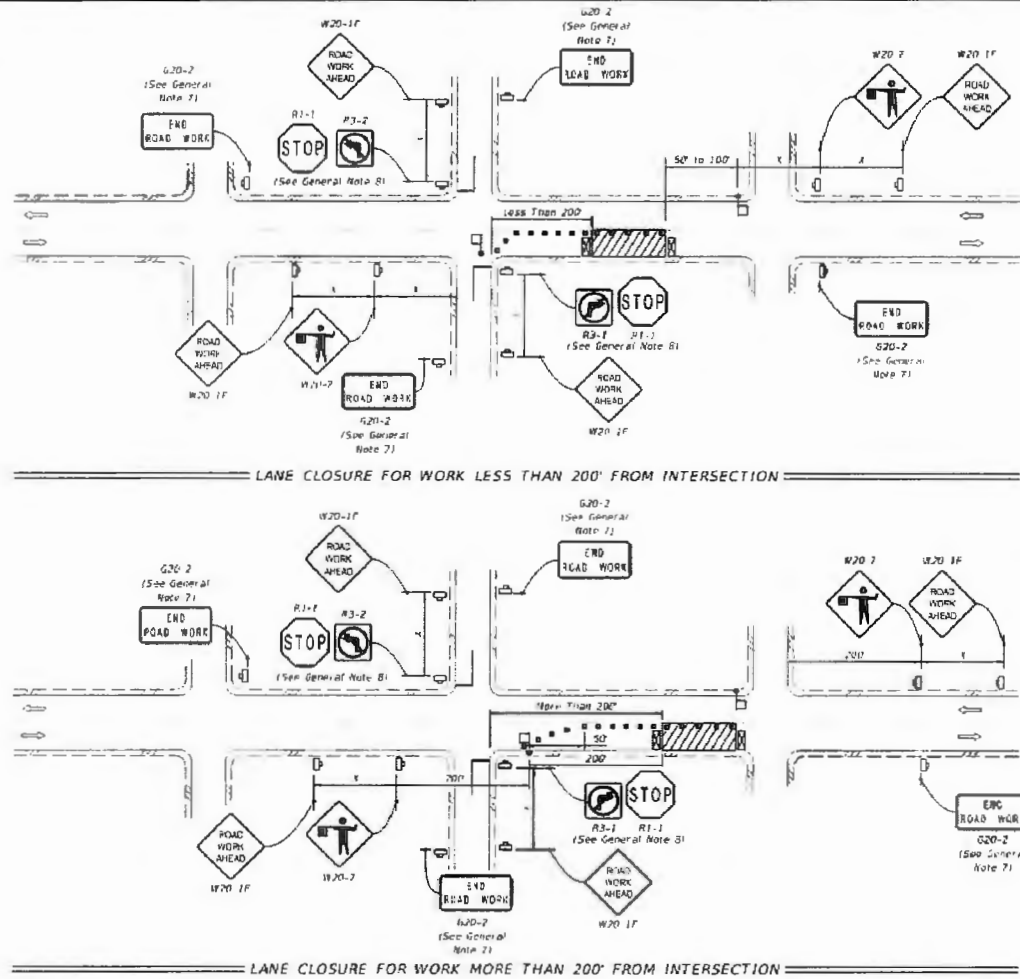 W20-1F
ROAD
WORK
AHEAD
G20-2
(See General
Note 7)
END
ROAD WORK
G20-2
(See General
Note 7)
END
ROAD WORK
R1-1
STOP
R3-2
(See General Note 8)
W20-7
W20-1F
ROAD
WORK
AHEAD
50' to 100'
X
X
Less Than 200'
X
X
ROAD
WORK
AHEAD
W20-1F
W20-7
END
ROAD WORK
G20-2
(See General
Note 7)
STOP
R3-1
R1-1
(See General Note 8)
ROAD
WORK
AHEAD
W20-1F
END
ROAD WORK
G20-2
(See General
Note 7)
LANE CLOSURE FOR WORK LESS THAN 200' FROM INTERSECTION
W20-1F
ROAD
WORK
AHEAD
G20-2
(See General
Note 7)
END
ROAD WORK
G20-2
(See General
Note 7)
END
ROAD WORK
R1-1
STOP
R3-2
(See General Note 8)
X
W20-7
W20-1F
ROAD
WORK
AHEAD
200'
X
More Than 200'
50'
200'
X
200'
ROAD
WORK
AHEAD
W20-1F
W20-7
END
ROAD WORK
G20-2
(See General
Note 7)
STOP
R3-1
R1-1
(See General Note 8)
ROAD
WORK
AHEAD
W20-1F
END
ROAD WORK
G20-2
(See General
Note 7)
LANE CLOSURE FOR WORK MORE THAN 200' FROM INTERSECTION